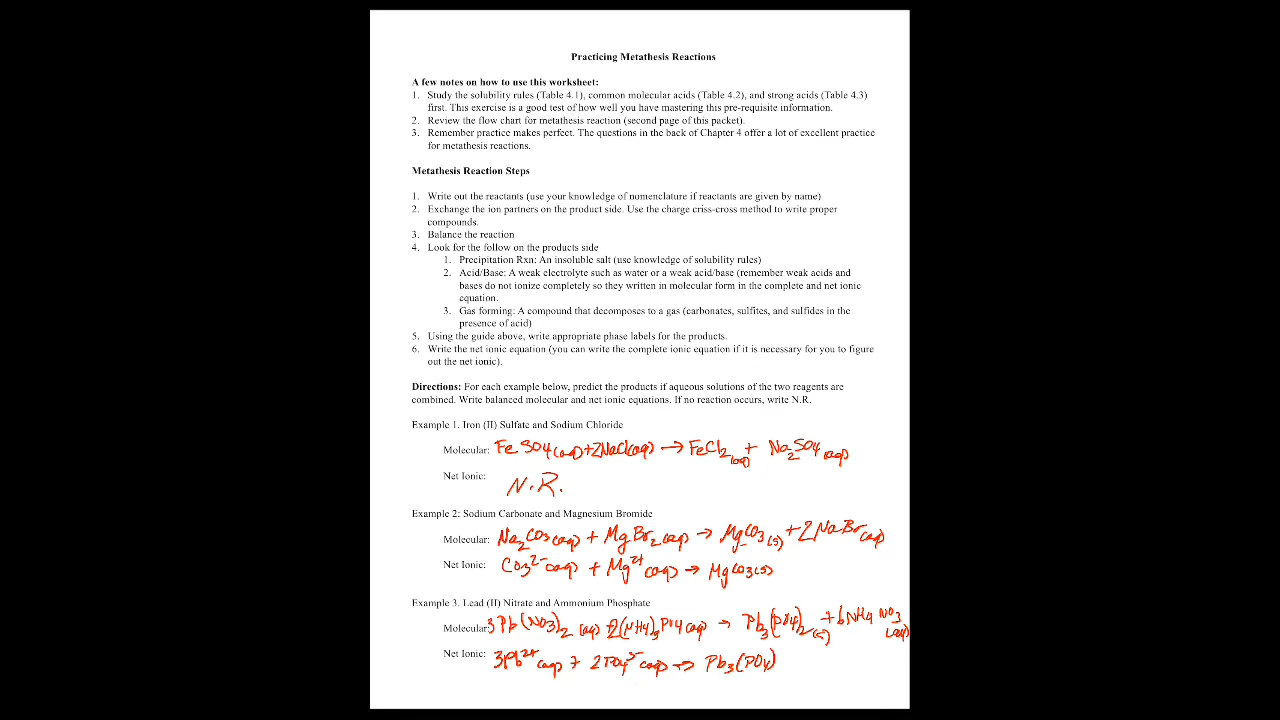 Practicing Metathesis Reactions
A few notes on how to use this worksheet:
1. Study the solubility rules (Table 4.1), common molecular acids (Table 4.2), and strong acids (Table 4.3)
first. This exercise is a good test of how well you have mastering this pre-requisite information.
2. Review the flow chart for metathesis reaction (second page of this packet).
3. Remember practice makes perfect. The questions in the back of Chapter 4 offer a lot of excellent practice
for metathesis reactions.
Metathesis Reaction Steps
1. Write out the reactants (use your knowledge of nomenclature if reactants are given by name)
2. Exchange the ion partners on the product side. Use the charge criss-cross method to write proper
compounds.
3. Balance the reaction
4. Look for the follow on the products side
1. Precipitation Rxn: An insoluble salt (use knowledge of solubility rules)
2. Acid/Base: A weak electrolyte such as water or a weak acid/base (remember weak acids and
bases do not ionize completely so they written in molecular form in the complete and net ionic
equation.
3. Gas forming: A compound that decomposes to a gas (carbonates, sulfites, and sulfides in the
presence of acid)
5. Using the guide above, write appropriate phase labels for the products.
6. Write the net ionic equation (you can write the complete ionic equation if it is necessary for you to figure
out the net ionic).
Directions: For each example below, predict the products if aqueous solutions of the two reagents are
combined. Write balanced molecular and net ionic equations. If no reaction occurs, write N.R.
Example 1. Iron (II) Sulfate and Sodium Chloride
Molecular: FeSO4(aq) + 2NaCl(aq) → FeCl2(aq) + Na2SO4(aq)
Net Ionic: N.R.
Example 2: Sodium Carbonate and Magnesium Bromide
Molecular: Na2CO3(aq) + MgBr2(aq) → MgCO3(s) + 2NaBr(aq)
Net Ionic: CO3^2-(aq) + Mg^2+(aq) → MgCO3(s)
Example 3. Lead (II) Nitrate and Ammonium Phosphate
Molecular: 3Pb(NO3)2(aq) + 2(NH4)3PO4(aq) → Pb3(PO4)2(s) + 6NH4NO3(aq)
Net Ionic: 3Pb^2+(aq) + 2PO4^3-(aq) → Pb3(PO4)